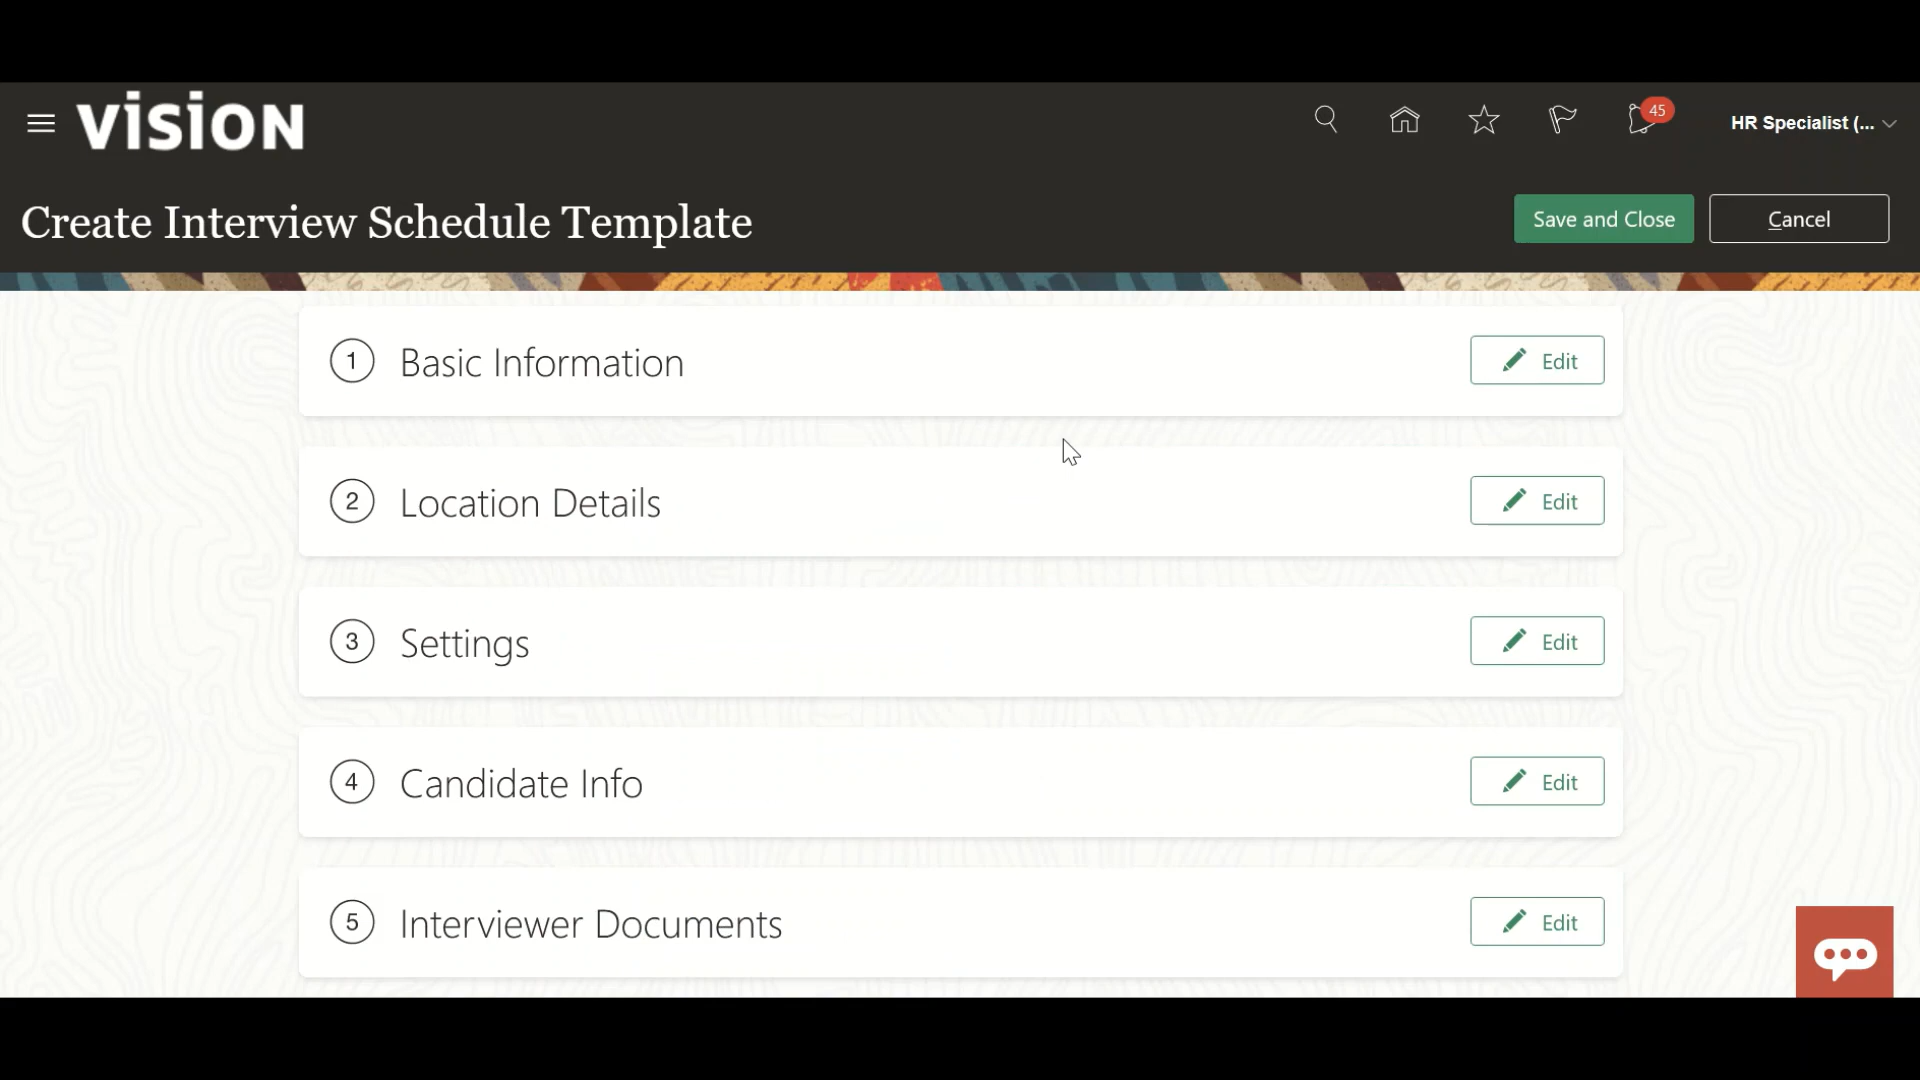 vision
45
HR Specialist (...
Create Interview Schedule Template
Save and Close
Cancel
1 Basic Information Edit
2 Location Details Edit
3 Settings Edit
4 Candidate Info Edit
5 Interviewer Documents Edit